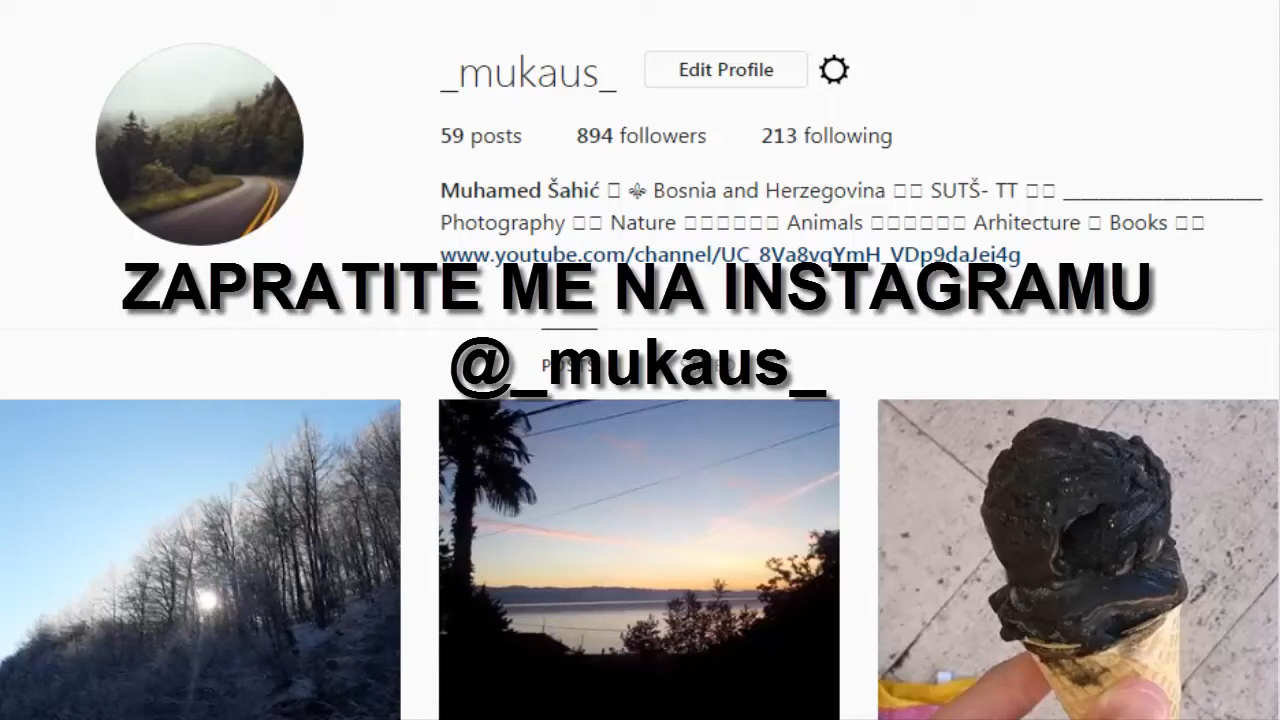 _mukaus_ Edit Profile
59 posts 894 followers 213 following
Muhamed Šahić Bosnia and Herzegovina SUTŠ- TT ____________________
Photography Nature Animals Arhitecture Books
www.youtube.com/channel/UC_8Va8vqYmH_VDp9daJei4g
ZAPRATITE ME NA INSTAGRAMU
@_mukaus_